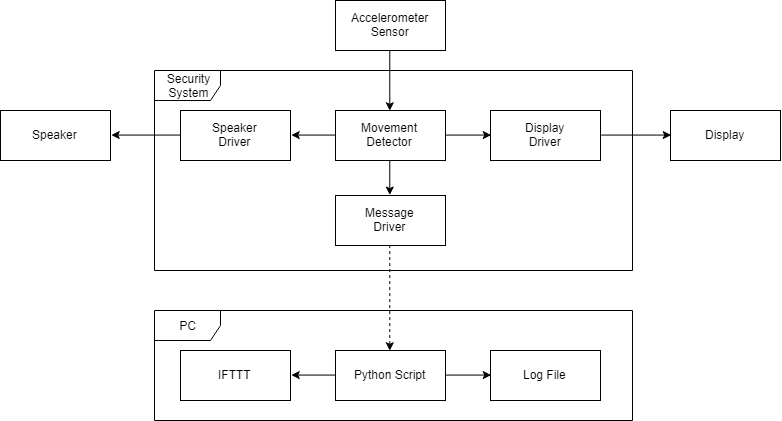 Accelerometer
Sensor
Security
System
Speaker
Speaker
Driver
Movement
Detector
Display
Driver
Display
Message
Driver
PC
IFTTT
Python Script
Log File